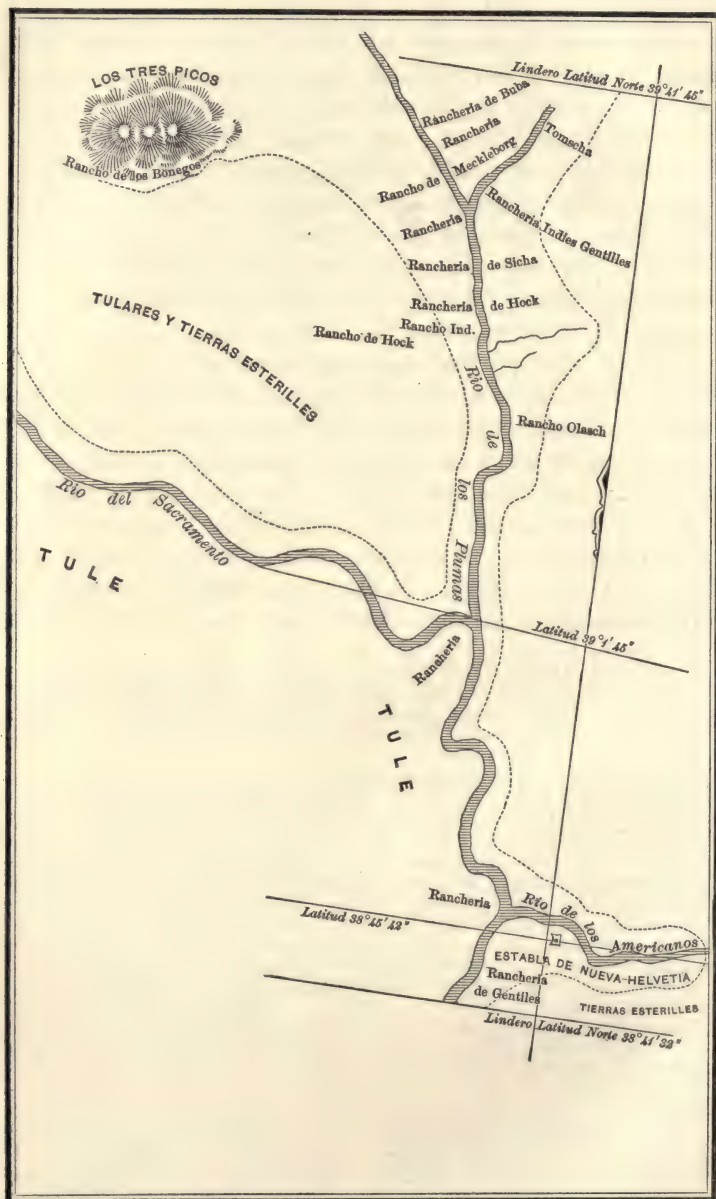 LOS TRES PICOS
Rancho de los Bonegos
Lindero Latitud Norte 39°41'45"
Rancheria de Buba
Rancheria
Tomscha
Rancho de Meckleborg
Rancheria
Rancheria Indies Gentilles
Rancheria de Sicha
Rancheria de Hock
Rancho Ind.
Rancho de Hock
TULARES Y TIERRAS ESTERILLES
Rancho Olasch
Rio de los Plumas
Rio del Sacramento
TULE
Latitud 39°1'45"
Rancheria
TULE
Rancheria
Rio de los Americanos
Latitud 38°45'42"
ESTABLA DE NUEVA-HELVETIA
Rancheria
de Gentiles
TIERRAS ESTERILLES
Lindero Latitud Norte 38°41'32"